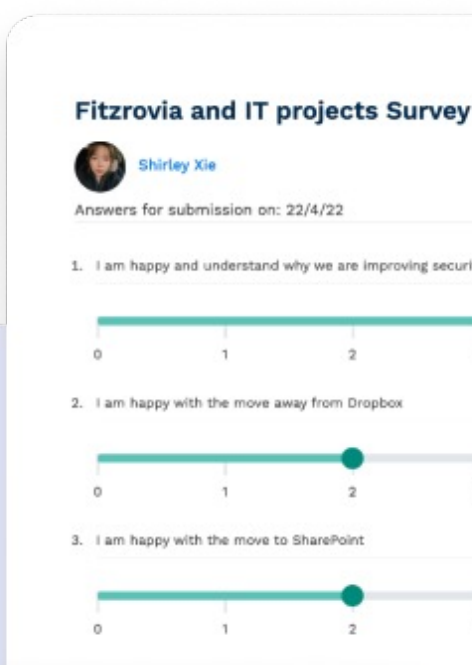 Fitzrovia and IT projects Survey
Shirley Xie
Answers for submission on: 22/4/22
1. I am happy and understand why we are improving securi
0 1 2
2. I am happy with the move away from Dropbox
0 1 2
3. I am happy with the move to SharePoint
0 1 2